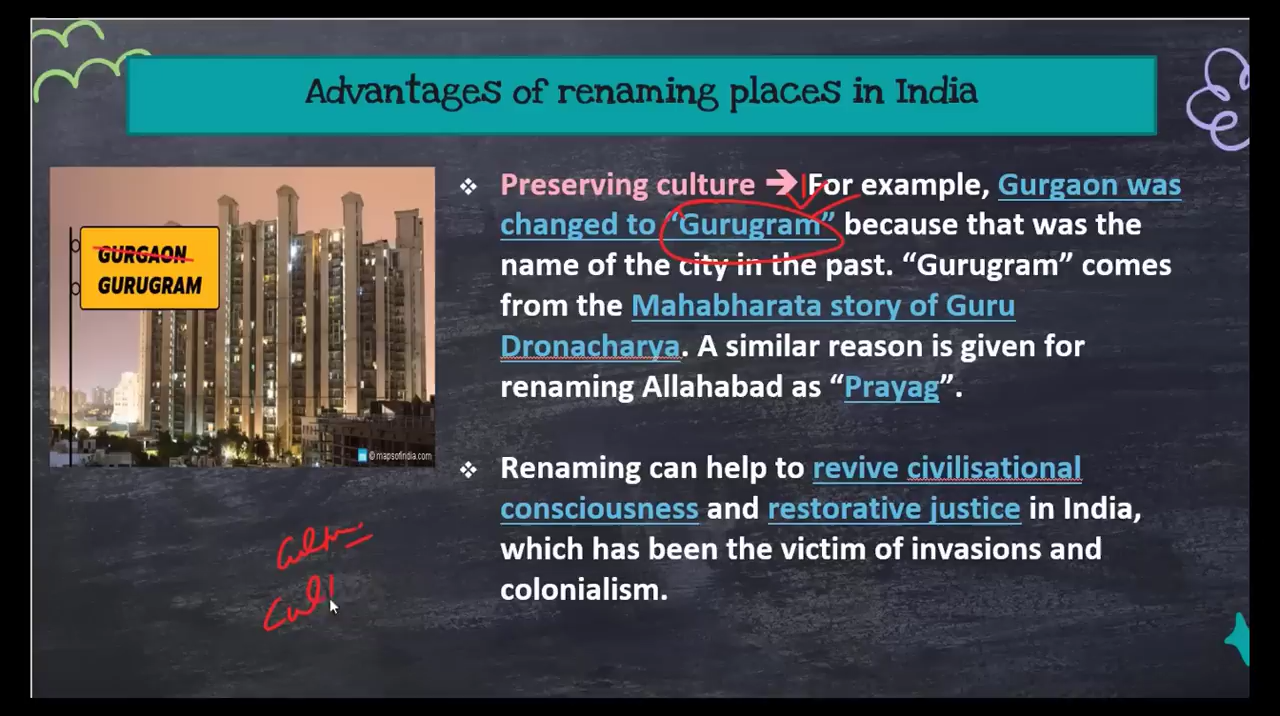 Advantages of renaming places in India
GURGAON
GURUGRAM
© mapsofindia.com
Preserving culture ➔ For example, Gurgaon was
changed to “Gurugram” because that was the
name of the city in the past. “Gurugram” comes
from the Mahabharata story of Guru
Dronacharya. A similar reason is given for
renaming Allahabad as “Prayag”.
Renaming can help to revive civilisational
consciousness and restorative justice in India,
which has been the victim of invasions and
colonialism.